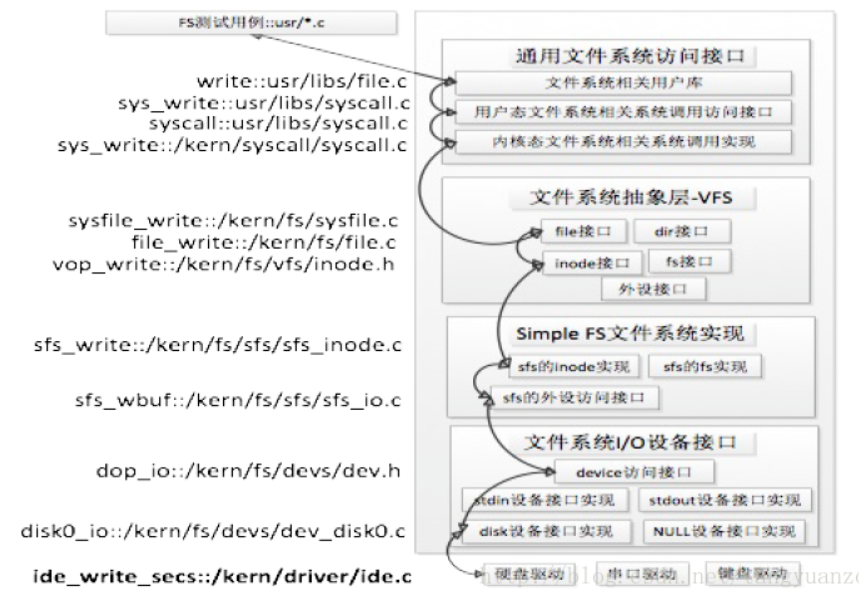 FS测试用例::usr/*.c
通用文件系统访问接口
write::usr/libs/file.c
文件系统相关用户库
sys_write::usr/libs/syscall.c
用户态文件系统相关系统调用访问接口
syscall::usr/libs/syscall.c
sys_write::/kern/syscall/syscall.c
内核态文件系统相关系统调用实现
文件系统抽象层-VFS
sysfile_write::/kern/fs/sysfile.c
file接口 dir接口
file_write::/kern/fs/file.c
vop_write::/kern/fs/vfs/inode.h
inode接口 fs接口
外设接口
Simple FS文件系统实现
sfs_write::/kern/fs/sfs/sfs_inode.c
sfs的inode实现 sfs的fs实现
sfs_wbuf::/kern/fs/sfs/sfs_io.c
sfs的外设访问接口
文件系统I/O设备接口
dop_io::/kern/fs/devs/dev.h
device访问接口
stdin设备接口实现 stdout设备接口实现
disk0_io::/kern/fs/devs/dev_disk0.c
disk设备接口实现 NULL设备接口实现
ide_write_secs::/kern/driver/ide.c
硬盘驱动 串口驱动 键盘驱动